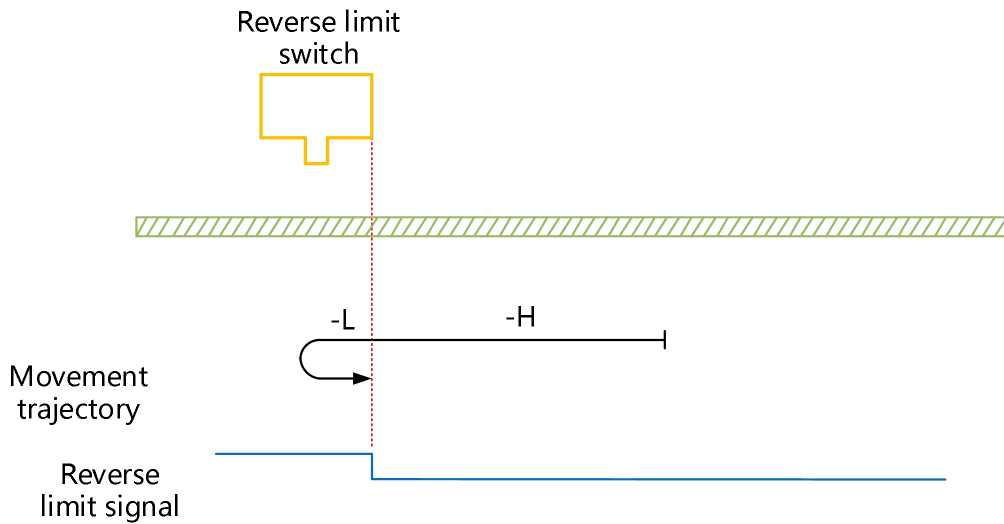 Reverse limit
switch
-L
-H
Movement
trajectory
Reverse
limit signal